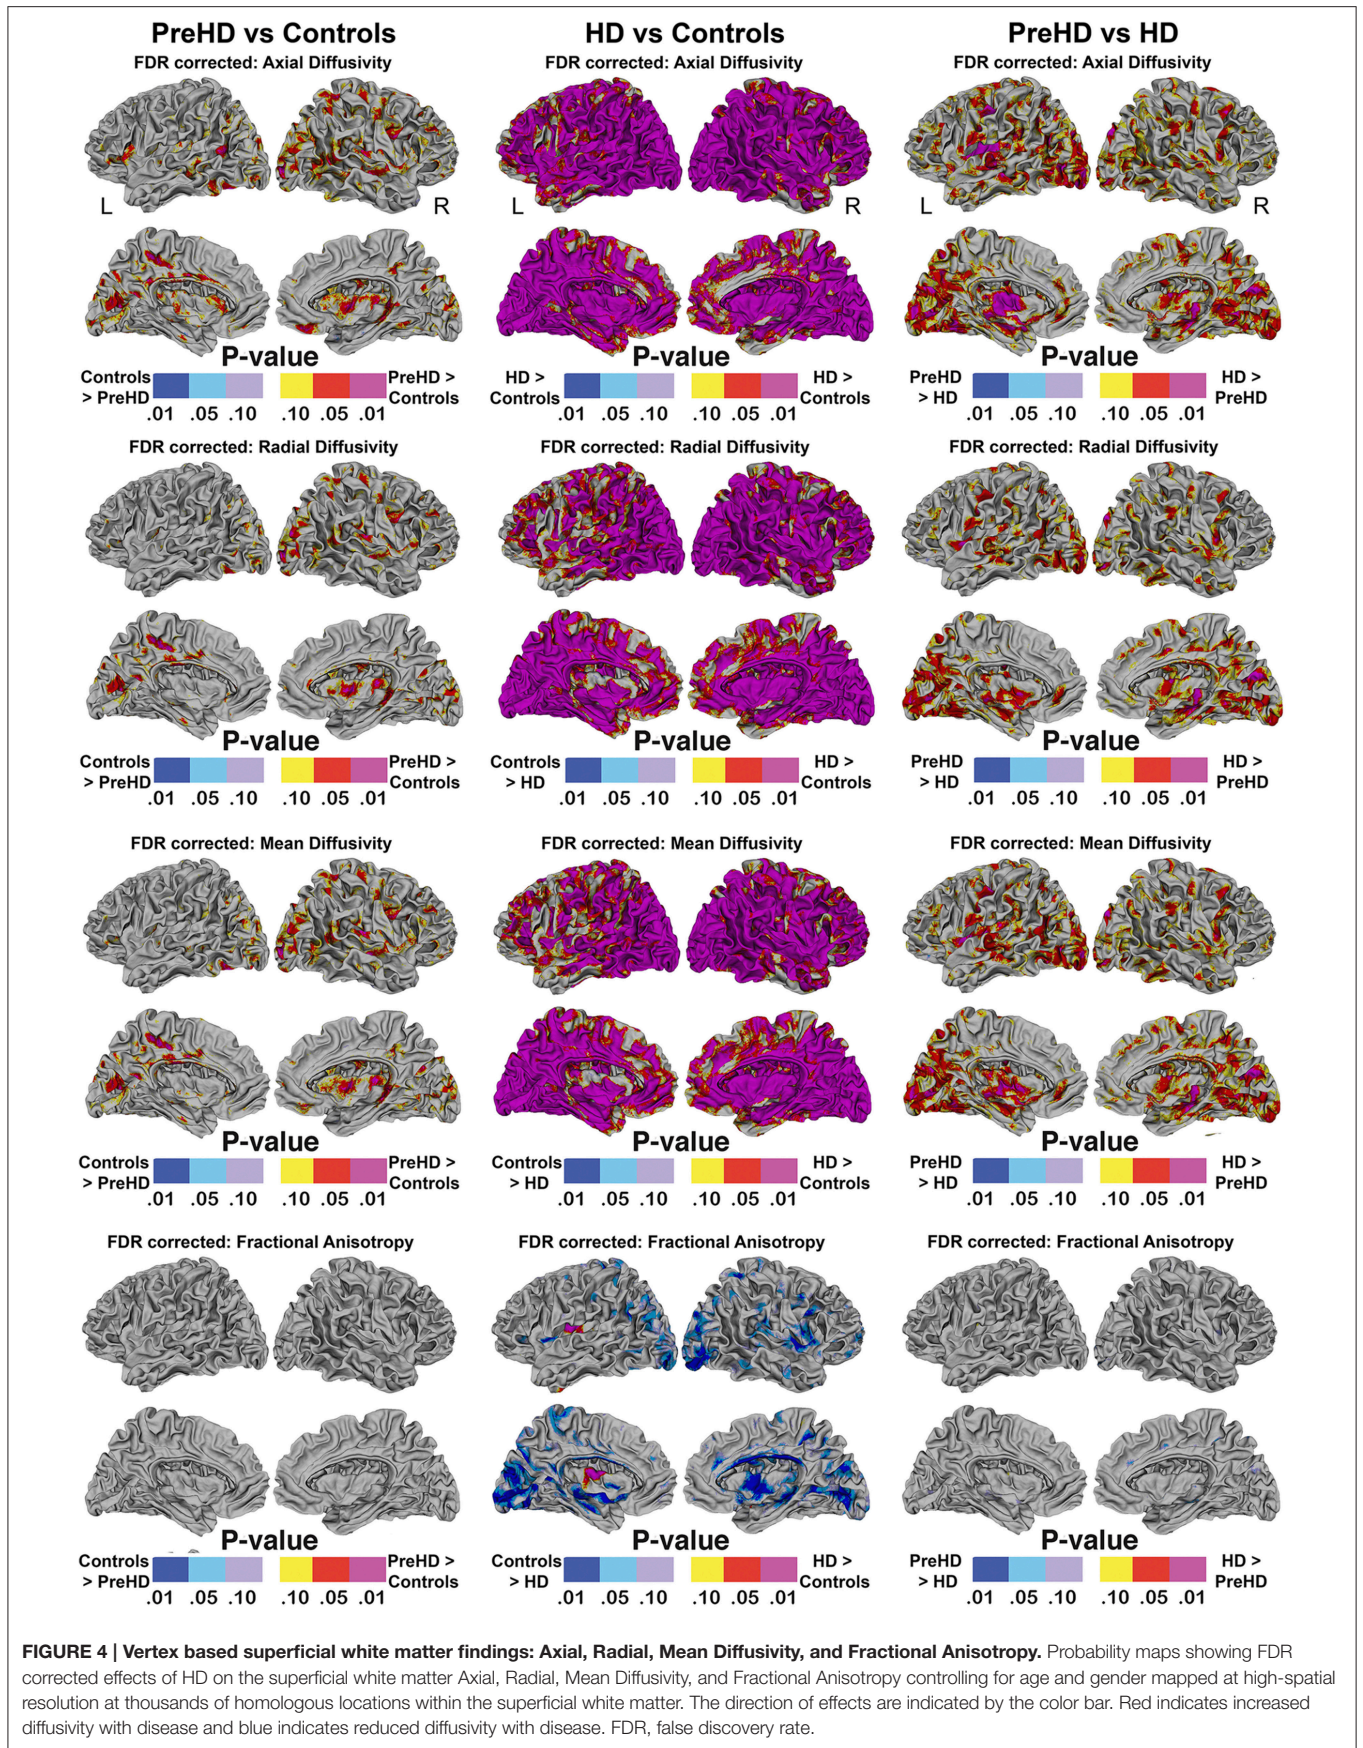 PreHD vs Controls
HD vs Controls
PreHD vs HD
FDR corrected: Axial Diffusivity
FDR corrected: Axial Diffusivity
FDR corrected: Axial Diffusivity
L
R
L
R
L
R
P-value
P-value
P-value
Controls
> PreHD
PreHD >
Controls
.01 .05 .10 .10 .05 .01
HD >
Controls
HD >
Controls
.01 .05 .10 .10 .05 .01
PreHD
> HD
HD >
PreHD
.01 .05 .10 .10 .05 .01
FDR corrected: Radial Diffusivity
FDR corrected: Radial Diffusivity
FDR corrected: Radial Diffusivity
P-value
P-value
P-value
Controls
> PreHD
PreHD >
Controls
.01 .05 .10 .10 .05 .01
Controls
> HD
HD >
Controls
.01 .05 .10 .10 .05 .01
PreHD
> HD
HD >
PreHD
.01 .05 .10 .10 .05 .01
FDR corrected: Mean Diffusivity
FDR corrected: Mean Diffusivity
FDR corrected: Mean Diffusivity
P-value
P-value
P-value
Controls
> PreHD
PreHD >
Controls
.01 .05 .10 .10 .05 .01
Controls
> HD
HD >
Controls
.01 .05 .10 .10 .05 .01
PreHD
> HD
HD >
PreHD
.01 .05 .10 .10 .05 .01
FDR corrected: Fractional Anisotropy
FDR corrected: Fractional Anisotropy
FDR corrected: Fractional Anisotropy
P-value
P-value
P-value
Controls
> PreHD
PreHD >
Controls
.01 .05 .10 .10 .05 .01
Controls
> HD
HD >
Controls
.01 .05 .10 .10 .05 .01
PreHD
> HD
HD >
PreHD
.01 .05 .10 .10 .05 .01
FIGURE 4 | Vertex based superficial white matter findings: Axial, Radial, Mean Diffusivity, and Fractional Anisotropy. Probability maps showing FDR
corrected effects of HD on the superficial white matter Axial, Radial, Mean Diffusivity, and Fractional Anisotropy controlling for age and gender mapped at high-spatial
resolution at thousands of homologous locations within the superficial white matter. The direction of effects are indicated by the color bar. Red indicates increased
diffusivity with disease and blue indicates reduced diffusivity with disease. FDR, false discovery rate.